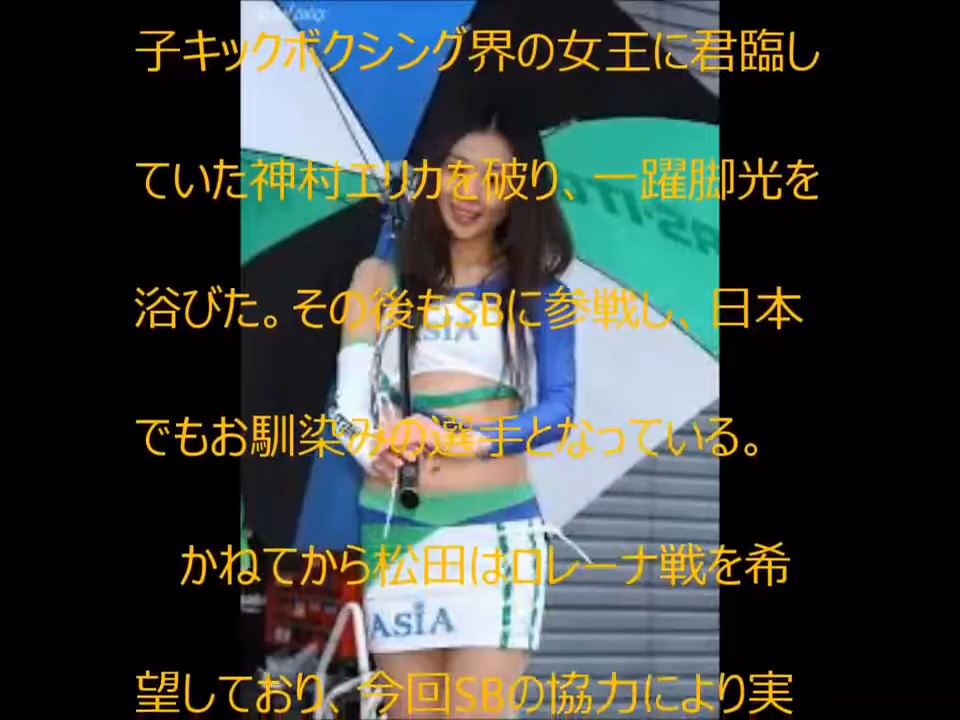 子キックボクシング界の女王に君臨し
ていた神村エリカを破り、一躍脚光を
浴びた。その後もSBに参戦し、日本
でもお馴染みの選手となっている。
かねてから松田はロレーナ戦を希
望しており、今回SBの協力により実
ASIA
ASIA